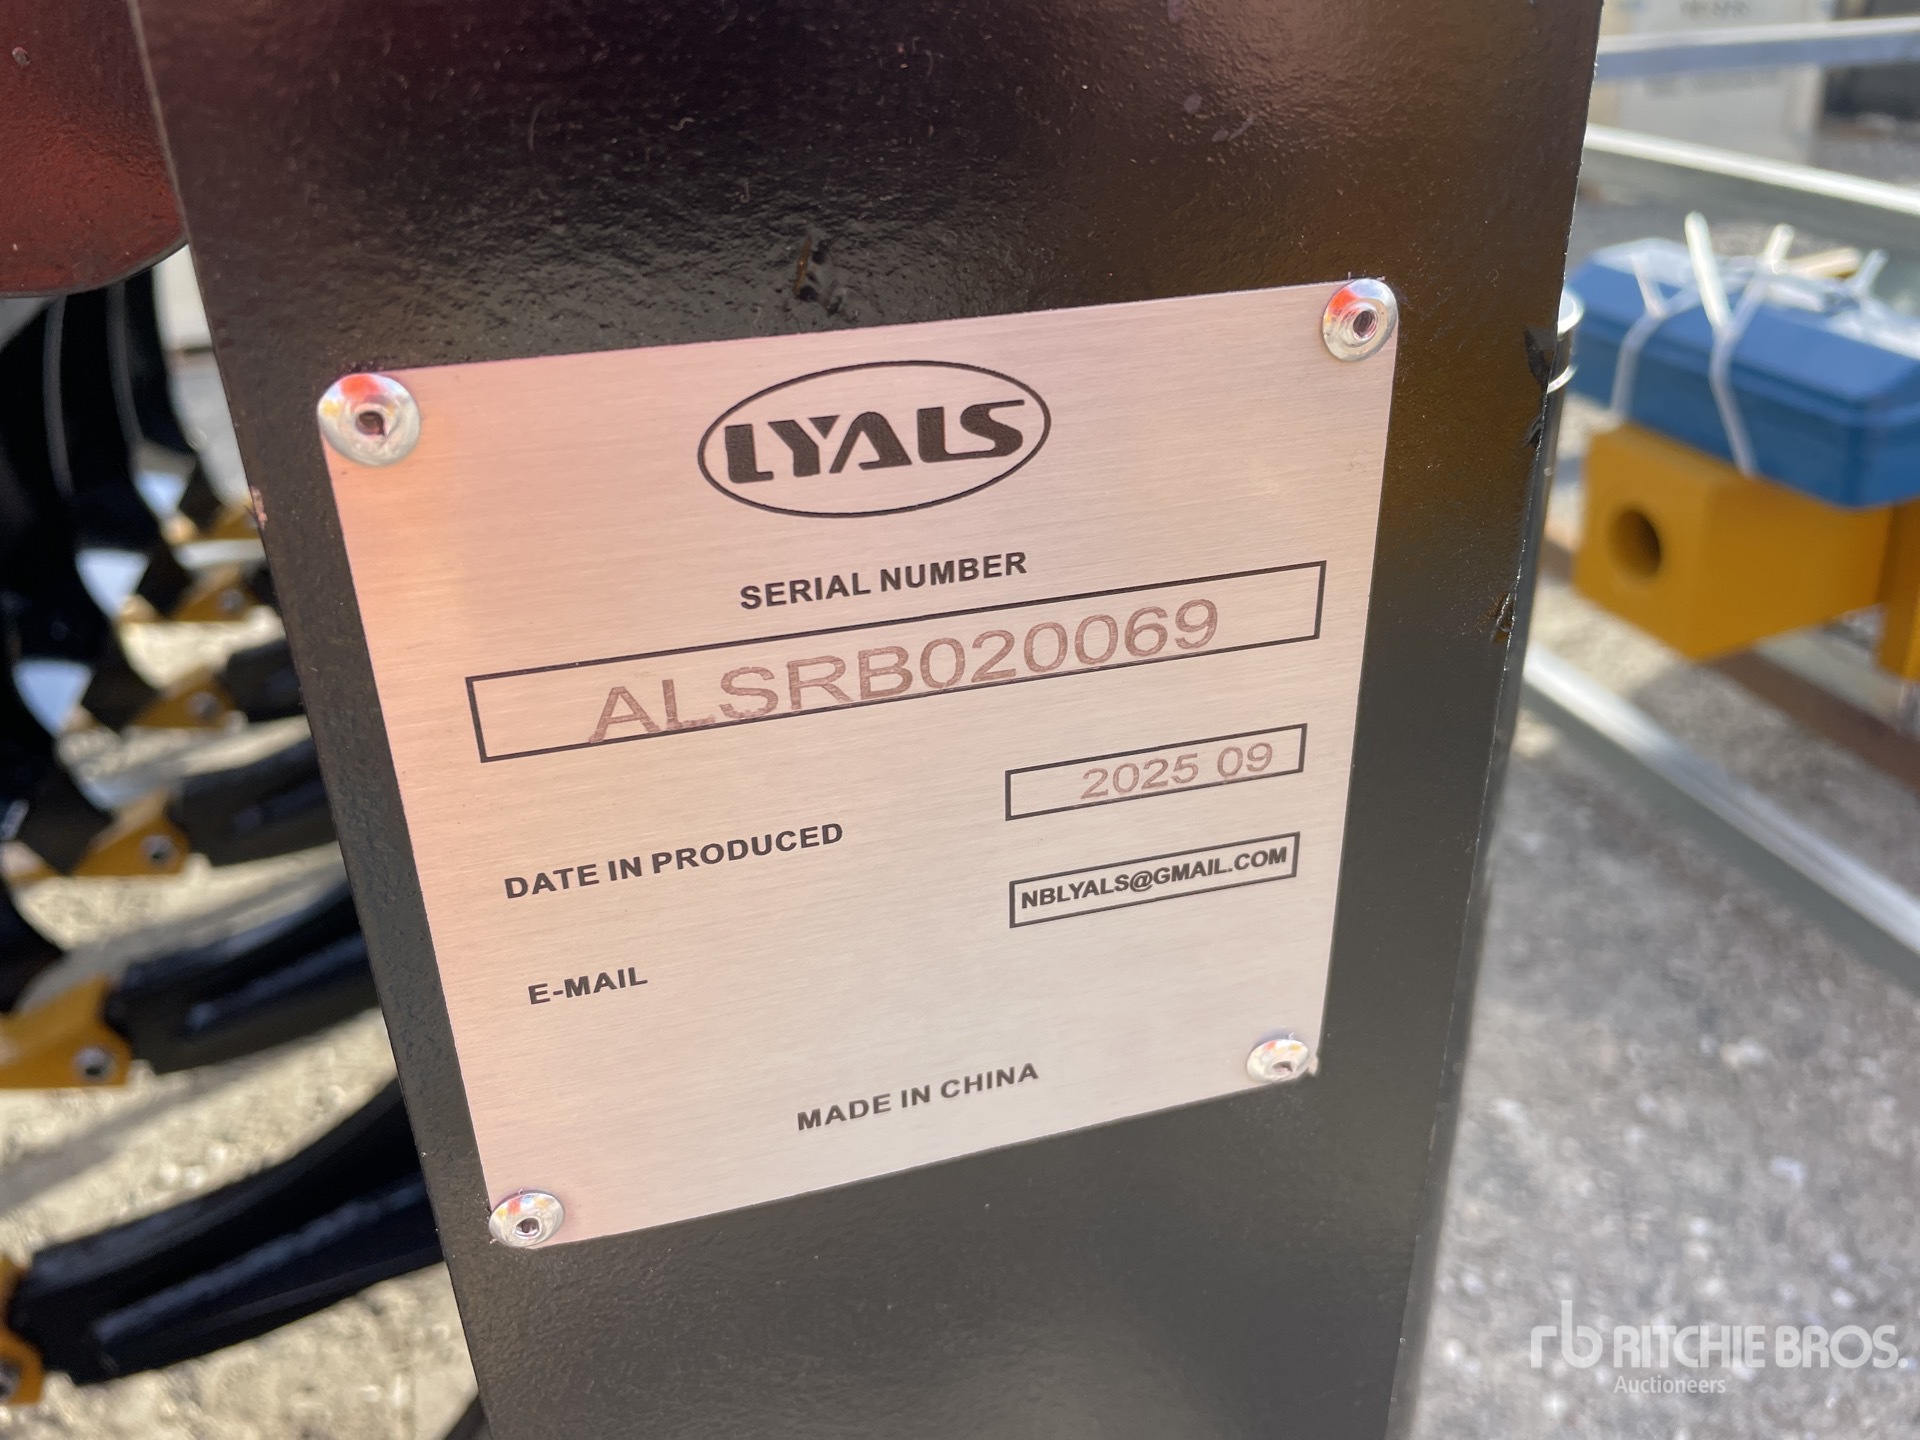 LYALS
SERIAL NUMBER
ALSRB020069
DATE IN PRODUCED
2025 09
E-MAIL
NBLYALS@GMAIL.COM
MADE IN CHINA
rb RITCHIE BROS.
Auctioneers